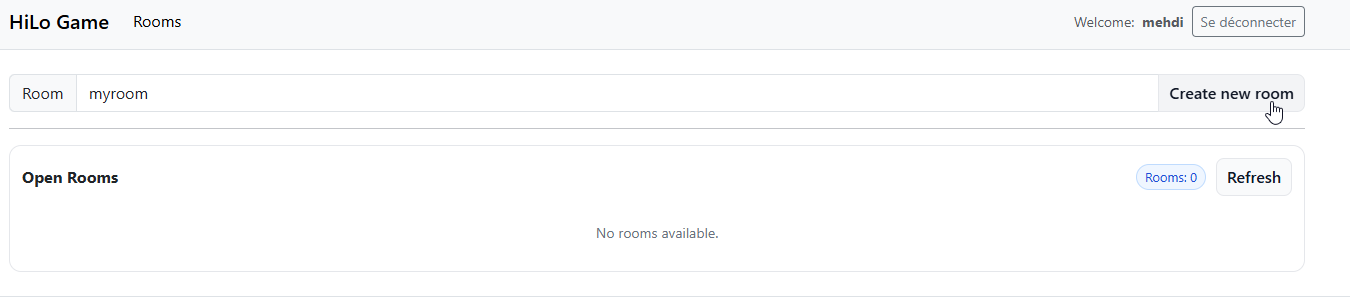 HiLo Game Rooms Welcome: mehdi Se déconnecter
Room myroom Create new room
Open Rooms Rooms: 0 Refresh
No rooms available.